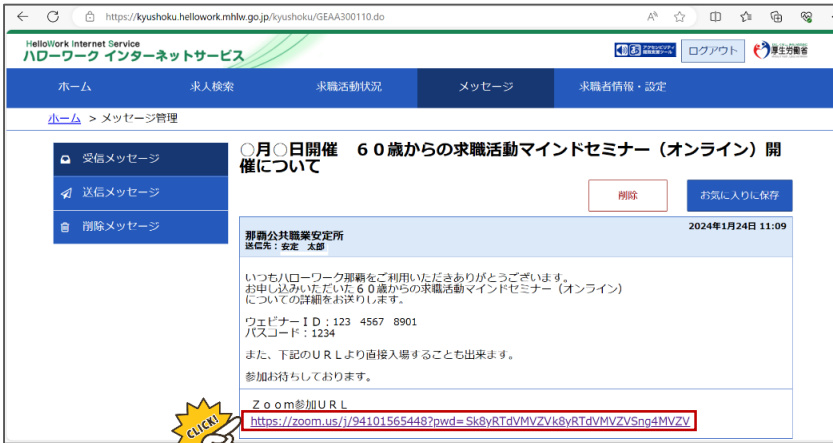 https://kyushoku.hellowork.mhlw.go.jp/kyushoku/GEAA300110.do
HelloWork Internet Service
ハローワーク インターネットサービス
ログアウト
厚生労働省
ホーム 求人検索 求職活動状況 メッセージ 求職者情報・設定
ホーム > メッセージ管理
受信メッセージ
送信メッセージ
削除メッセージ
○月○日開催 60歳からの求職活動マインドセミナー（オンライン）開
催について
削除 お気に入りに保存
那覇公共職業安定所
2024年1月24日 11:09
送信先：安定 太郎
いつもハローワーク那覇をご利用いただきありがとうございます。
お申し込みいただいた60歳からの求職活動マインドセミナー（オンライン）
についての詳細をお送りします。
ウェビナーＩＤ：123 4567 8901
パスコード：1234
また、下記のＵＲＬより直接入場することも出来ます。
参加お待ちしております。
Ｚｏｏｍ参加ＵＲＬ
https://zoom.us/j/94101565448?pwd=Sk8yRTdVMVZVk8yRTdVMVZVSng4MVZV
CLICK!